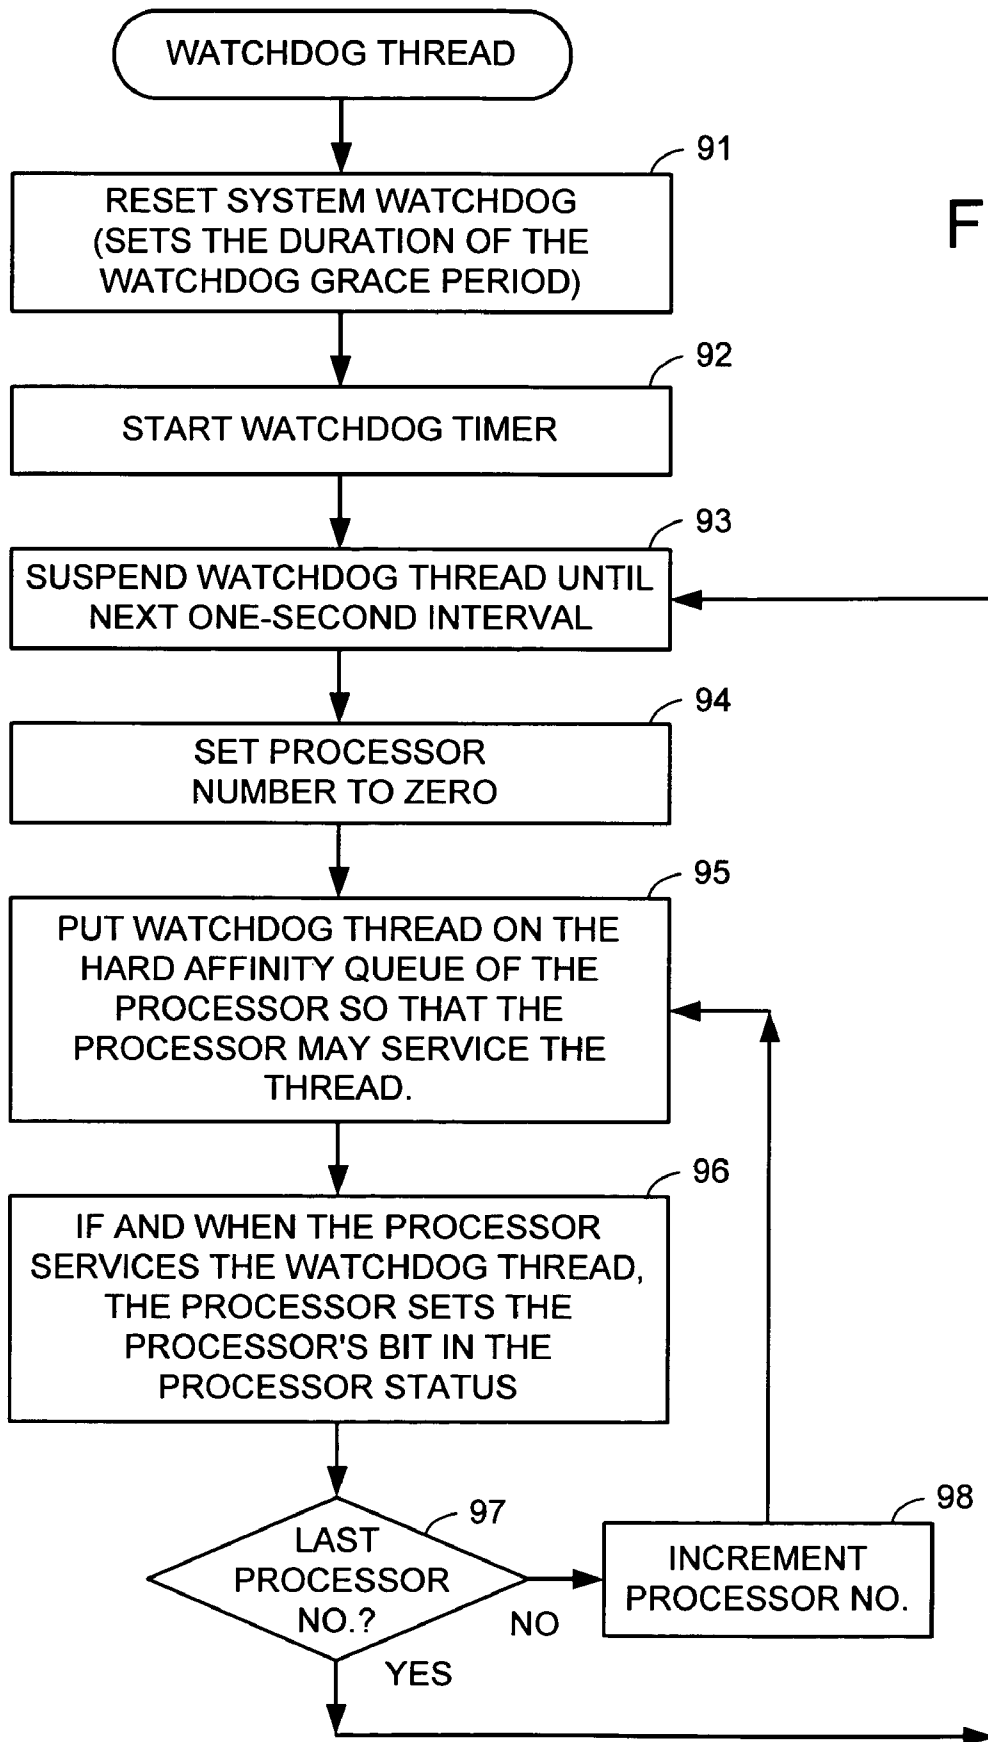 WATCHDOG THREAD
91
RESET SYSTEM WATCHDOG
(SETS THE DURATION OF THE
WATCHDOG GRACE PERIOD)
F
92
START WATCHDOG TIMER
93
SUSPEND WATCHDOG THREAD UNTIL
NEXT ONE-SECOND INTERVAL
94
SET PROCESSOR
NUMBER TO ZERO
95
PUT WATCHDOG THREAD ON THE
HARD AFFINITY QUEUE OF THE
PROCESSOR SO THAT THE
PROCESSOR MAY SERVICE THE
THREAD.
96
IF AND WHEN THE PROCESSOR
SERVICES THE WATCHDOG THREAD,
THE PROCESSOR SETS THE
PROCESSOR'S BIT IN THE
PROCESSOR STATUS
97
LAST
PROCESSOR
NO.?
NO
98
INCREMENT
PROCESSOR NO.
YES